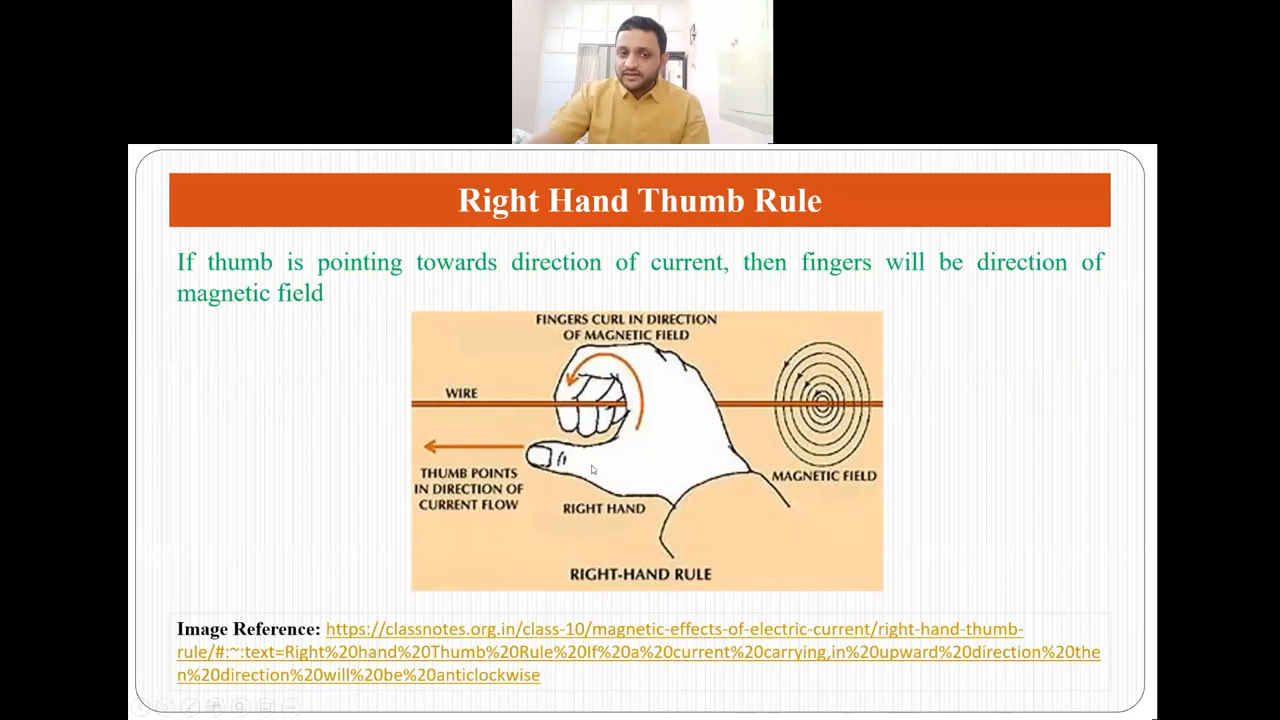 Right Hand Thumb Rule
If thumb is pointing towards direction of current, then fingers will be direction of
magnetic field
FINGERS CURL IN DIRECTION
OF MAGNETIC FIELD
WIRE
THUMB POINTS
IN DIRECTION OF
CURRENT FLOW
RIGHT HAND
MAGNETIC FIELD
RIGHT-HAND RULE
Image Reference: https://classnotes.org.in/class-10/magnetic-effects-of-electric-current/right-hand-thumb-
rule/#:~:text=Right%20hand%20Thumb%20Rule%20If%20a%20current%20carrying,in%20upward%20direction%20the
n%20direction%20will%20be%20anticlockwise